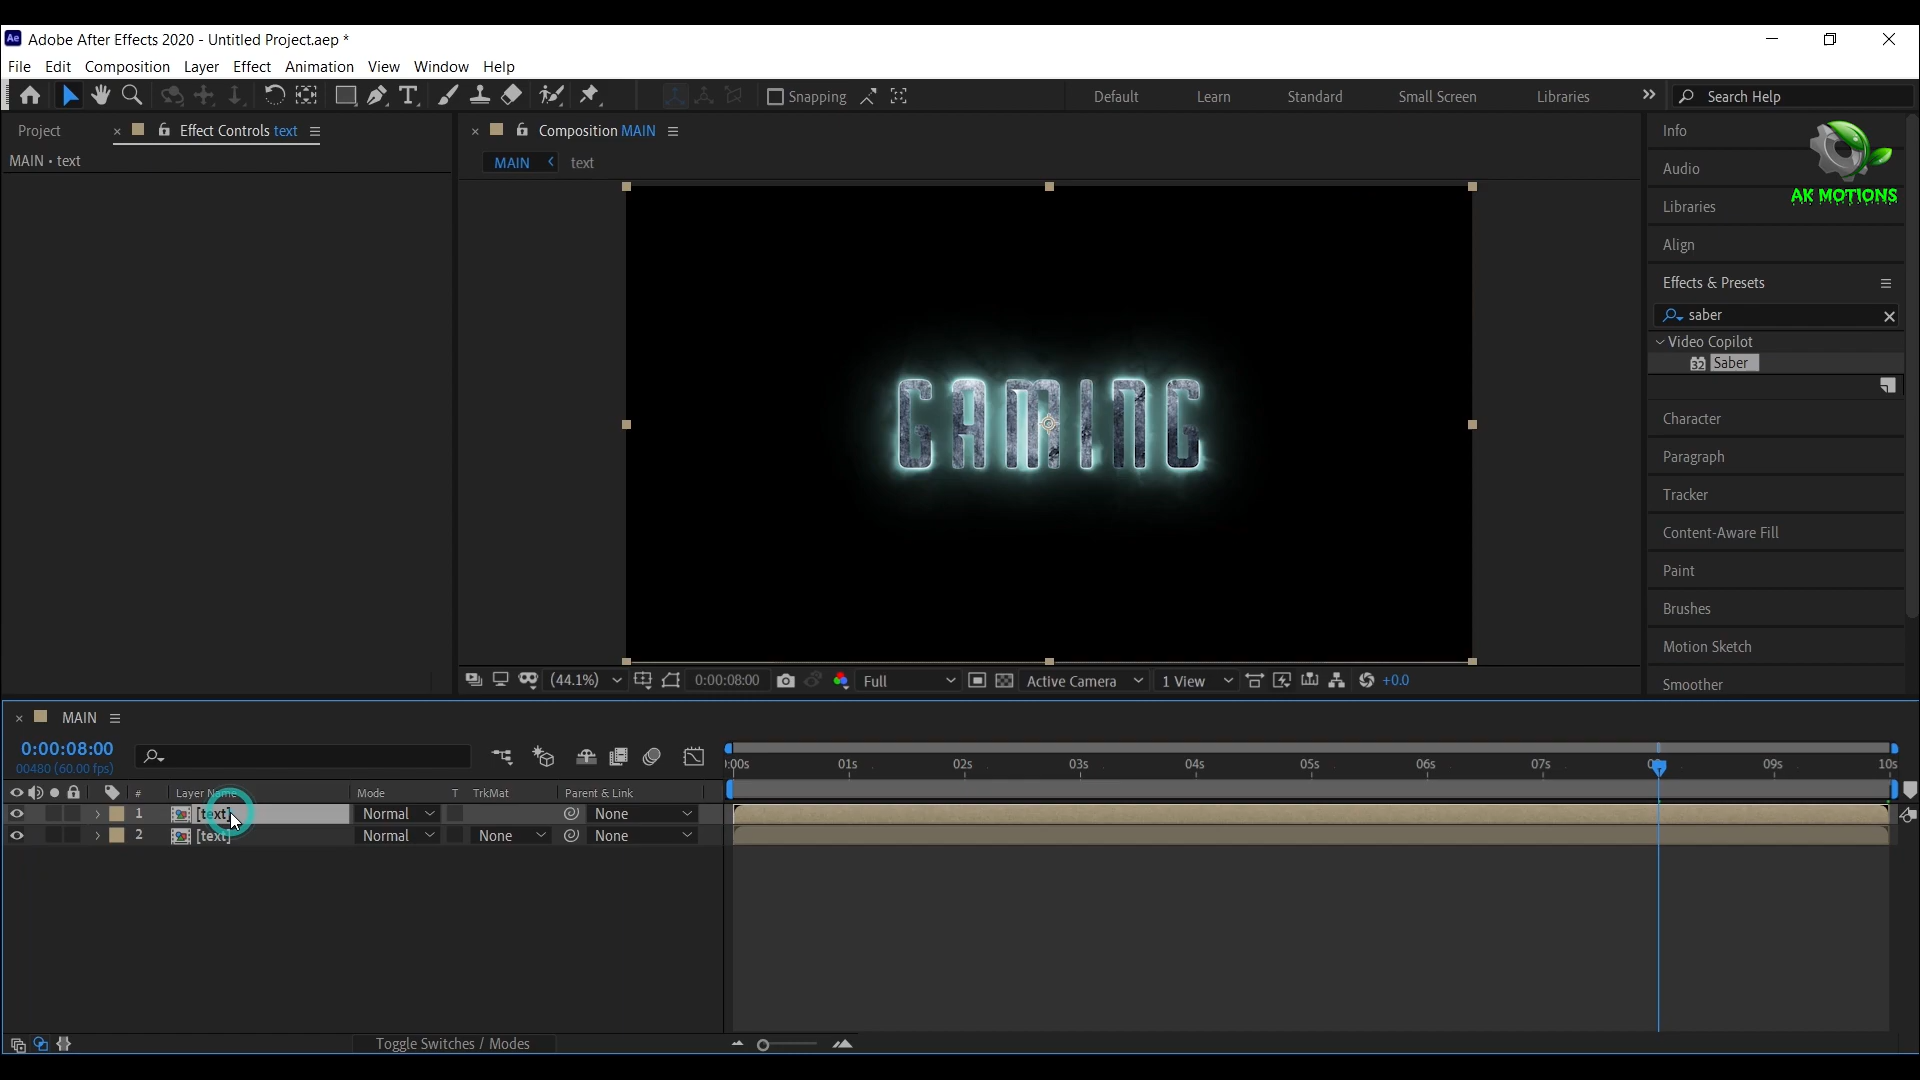 Ae Adobe After Effects 2020 - Untitled Project.aep *
File Edit Composition Layer Effect Animation View Window Help
T Snapping Default Learn Standard Small Screen Libraries Search Help
Project × Effect Controls text
MAIN • text
× Composition MAIN
MAIN text
GAMING
(44.1%) 0:00:08:00 Full Active Camera 1 View +0.0
Info
Audio
Libraries
Align
AK MOTIONS
Effects & Presets
saber
Video Copilot
32 Saber
Character
Paragraph
Tracker
Content-Aware Fill
Paint
Brushes
Motion Sketch
Smoother
× MAIN
0:00:08:00
00480 (60.00 fps)
:00s 01s 02s 03s 04s 05s 06s 07s 09s 10s
# Layer Name Mode T TrkMat Parent & Link
1 [text] Normal None
2 [text] Normal None None
Toggle Switches / Modes